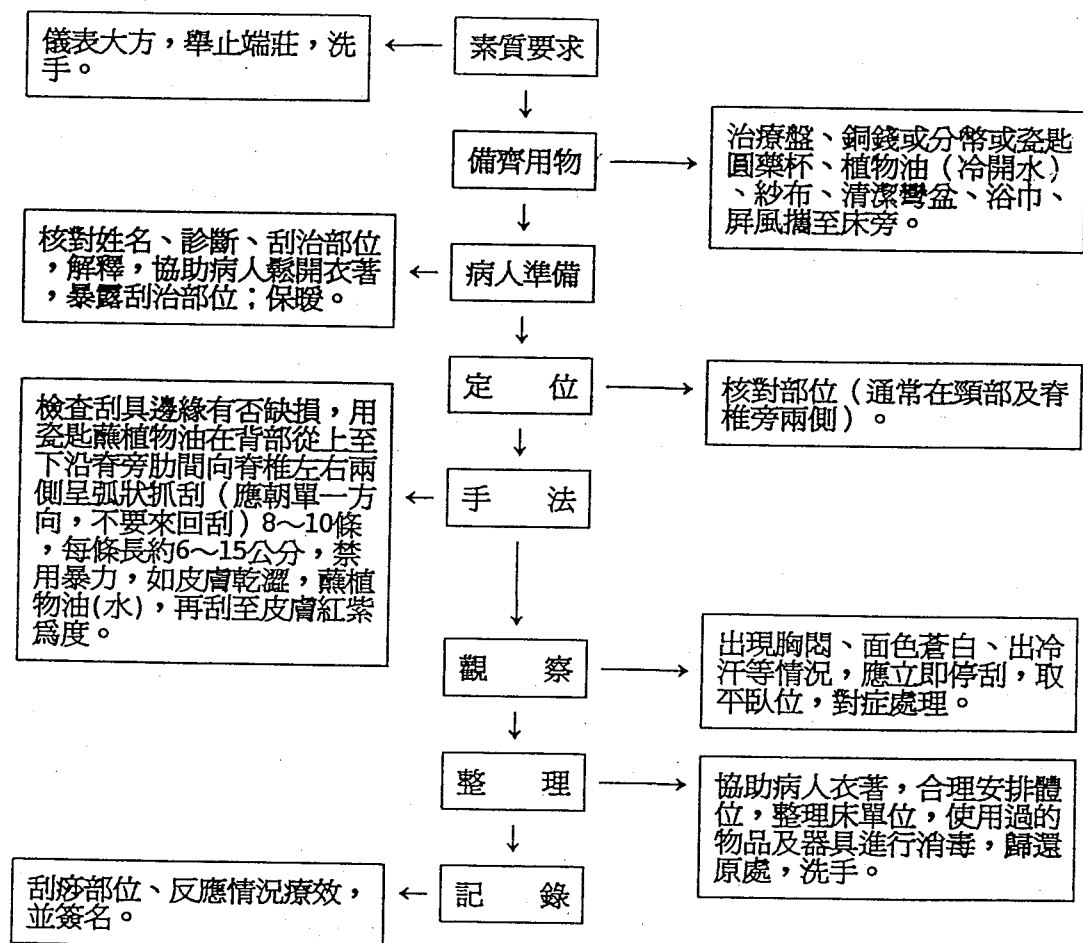 儀表大方，舉止端莊，洗
手。
素質要求
備齊用物
治療盤、銅錢或分幣或瓷匙
圓藥杯、植物油（冷開水）
、紗布、清潔彎盆、浴巾、
屏風攜至床旁。
核對姓名、診斷、刮治部位
，解釋，協助病人鬆開衣著
，暴露刮治部位；保暖。
病人準備
定　位
核對部位（通常在頸部及脊
椎旁兩側）。
檢查刮具邊緣有否缺損，用
瓷匙蘸植物油在背部從上至
下沿脊旁肋間向脊椎左右兩
側呈弧狀抓刮（應朝單一方
向，不要來回刮）8～10條
，每條長約6～15公分，禁
用暴力，如皮膚乾澀，蘸植
物油(水)，再刮至皮膚紅紫
為度。
手　法
觀　察
出現胸悶、面色蒼白、出冷
汗等情況，應立即停刮，取
平臥位，對症處理。
整　理
協助病人衣著，合理安排體
位，整理床單位，使用過的
物品及器具進行消毒，歸還
原處，洗手。
刮痧部位、反應情況療效，
並簽名。
記　錄